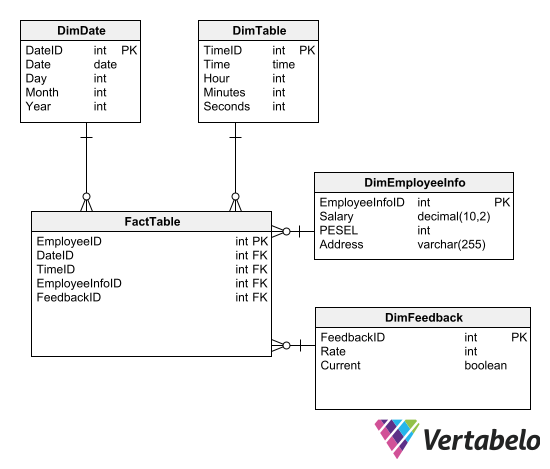 DimDate
DateID int PK
Date date
Day int
Month int
Year int
DimTable
TimeID int PK
Time time
Hour int
Minutes int
Seconds int
DimEmployeeInfo
EmployeeInfoID int PK
Salary decimal(10,2)
PESEL int
Address varchar(255)
FactTable
EmployeeID int PK
DateID int FK
TimeID int FK
EmployeeInfoID int FK
FeedbackID int FK
DimFeedback
FeedbackID int PK
Rate int
Current boolean
Vertabelo